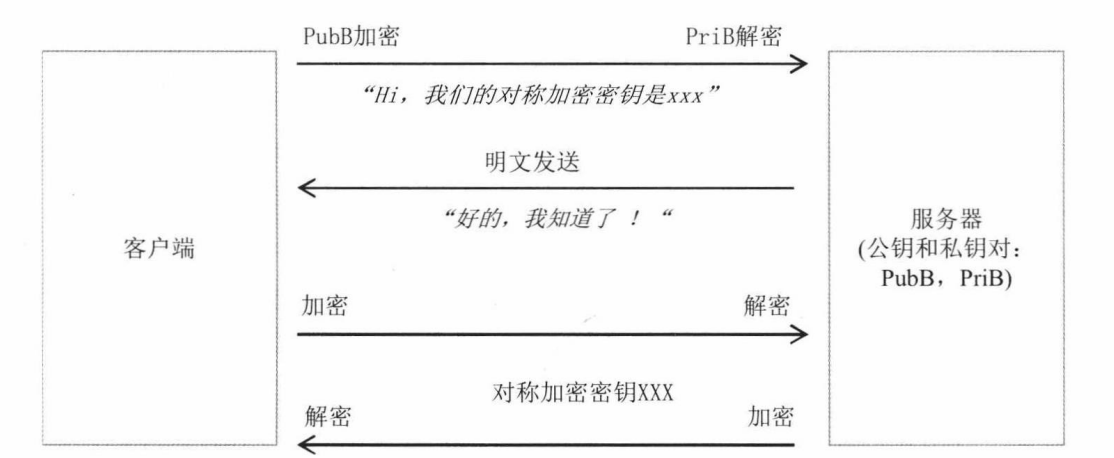 PubB加密
PriB解密
“Hi，我们的对称加密密钥是xxx”
明文发送
“好的，我知道了 ！ “
客户端
服务器
(公钥和私钥对：
PubB，PriB)
加密
解密
对称加密密钥XXX
解密
加密